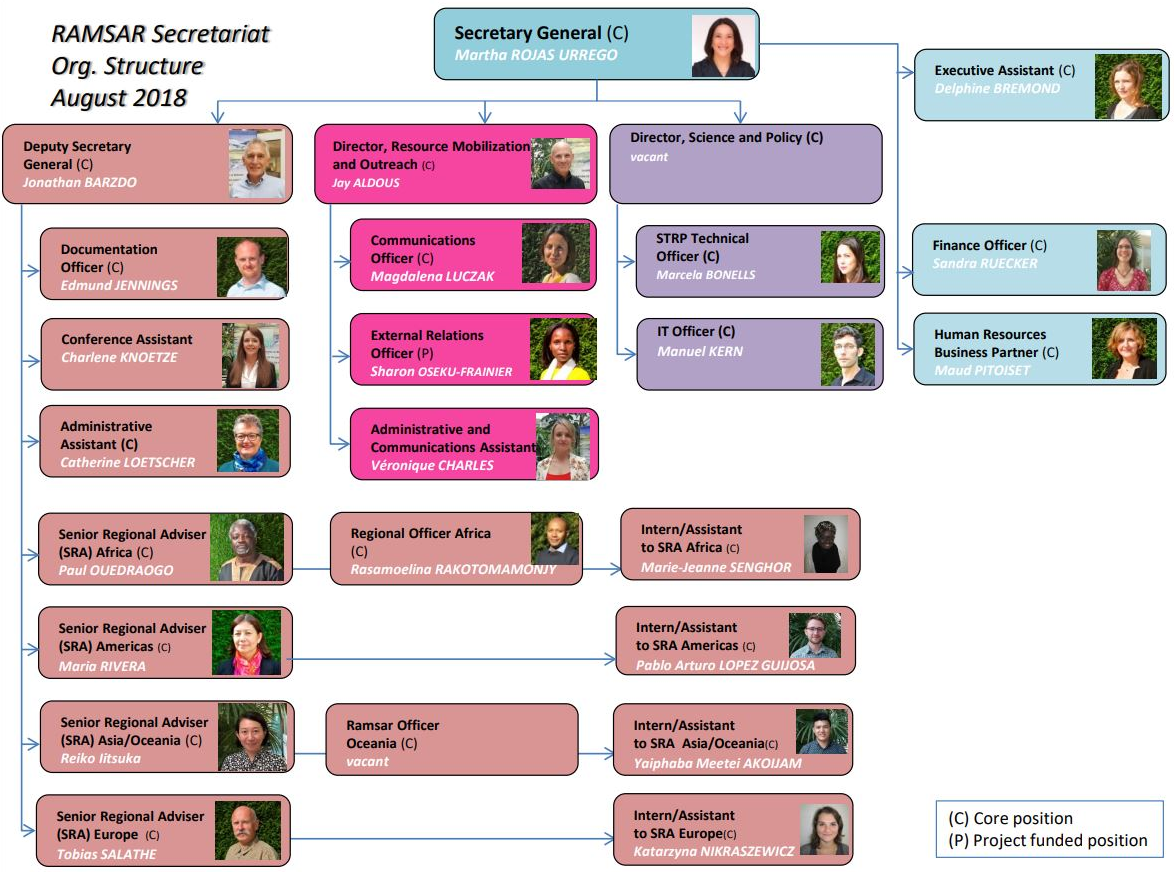 RAMSAR Secretariat
Org. Structure
August 2018
Secretary General (C)
Martha ROJAS URREGO
Executive Assistant (C)
Delphine BREMOND
Deputy Secretary
General (C)
Jonathan BARZDO
Director, Resource Mobilization
and Outreach (C)
Jay ALDOUS
Director, Science and Policy (C)
vacant
Documentation
Officer (C)
Edmund JENNINGS
Communications
Officer (C)
Magdalena LUCZAK
STRP Technical
Officer (C)
Marcela BONELLS
Finance Officer (C)
Sandra RUECKER
Conference Assistant
Charlene KNOETZE
External Relations
Officer (P)
Sharon OSEKU-FRAINIER
IT Officer (C)
Manuel KERN
Human Resources
Business Partner (C)
Maud PITOISET
Administrative
Assistant (C)
Catherine LOETSCHER
Administrative and
Communications Assistant
Véronique CHARLES
Senior Regional Adviser
(SRA) Africa (C)
Paul OUEDRAOGO
Regional Officer Africa
(C)
Rasamoelina RAKOTOMAMONJY
Intern/Assistant
to SRA Africa (C)
Marie-Jeanne SENGHOR
Senior Regional Adviser
(SRA) Americas (C)
Maria RIVERA
Intern/Assistant
to SRA Americas (C)
Pablo Arturo LOPEZ GUIJOSA
Senior Regional Adviser
(SRA) Asia/Oceania (C)
Reiko Iitsuka
Ramsar Officer
Oceania (C)
vacant
Intern/Assistant
to SRA Asia/Oceania(C)
Yaiphaba Meetei AKOIJAM
Senior Regional Adviser
(SRA) Europe (C)
Tobias SALATHE
Intern/Assistant
to SRA Europe(C)
Katarzyna NIKRASZEWICZ
(C) Core position
(P) Project funded position